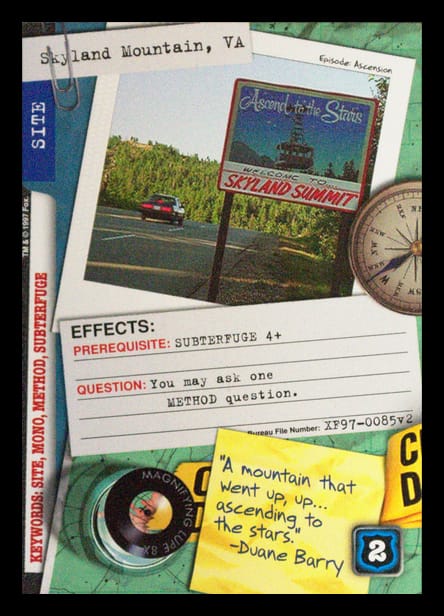 Skyland Mountain, VA
Episode: Ascension
SITE
Ascend to the Stars
WELCOME TO...
SKYLAND SUMMIT
TM & © 1997 Fox.
KEYWORDS: SITE, MONO, METHOD, SUBTERFUGE
EFFECTS:
PREREQUISITE: SUBTERFUGE 4+
QUESTION: You may ask one
METHOD question.
Bureau File Number: XF97-0085v2
MAGNIFYING LUPE 8X
"A mountain that
went up, up...
ascending to
the stars."
-Duane Barry
2